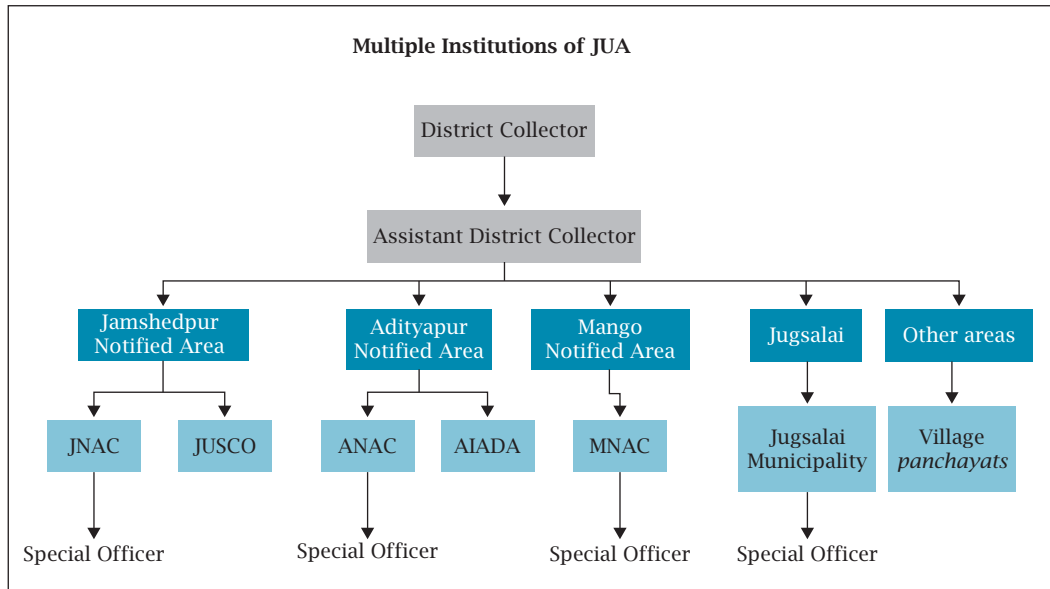 Multiple Institutions of JUA
District Collector
Assistant District Collector
Jamshedpur
Notified Area
Adityapur
Notified Area
Mango
Notified Area
Jugsalai
Other areas
JNAC
JUSCO
ANAC
AIADA
MNAC
Jugsalai
Municipality
Village
panchayats
Special Officer
Special Officer
Special Officer
Special Officer